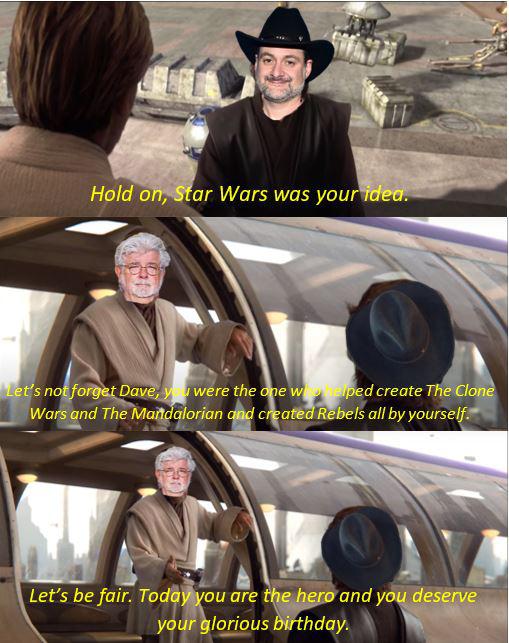 Hold on, Star Wars was your idea.
Let's not forget Dave, you were the one who helped create The Clone
Wars and The Mandalorian and created Rebels all by yourself.
Let's be fair. Today you are the hero and you deserve
your glorious birthday.